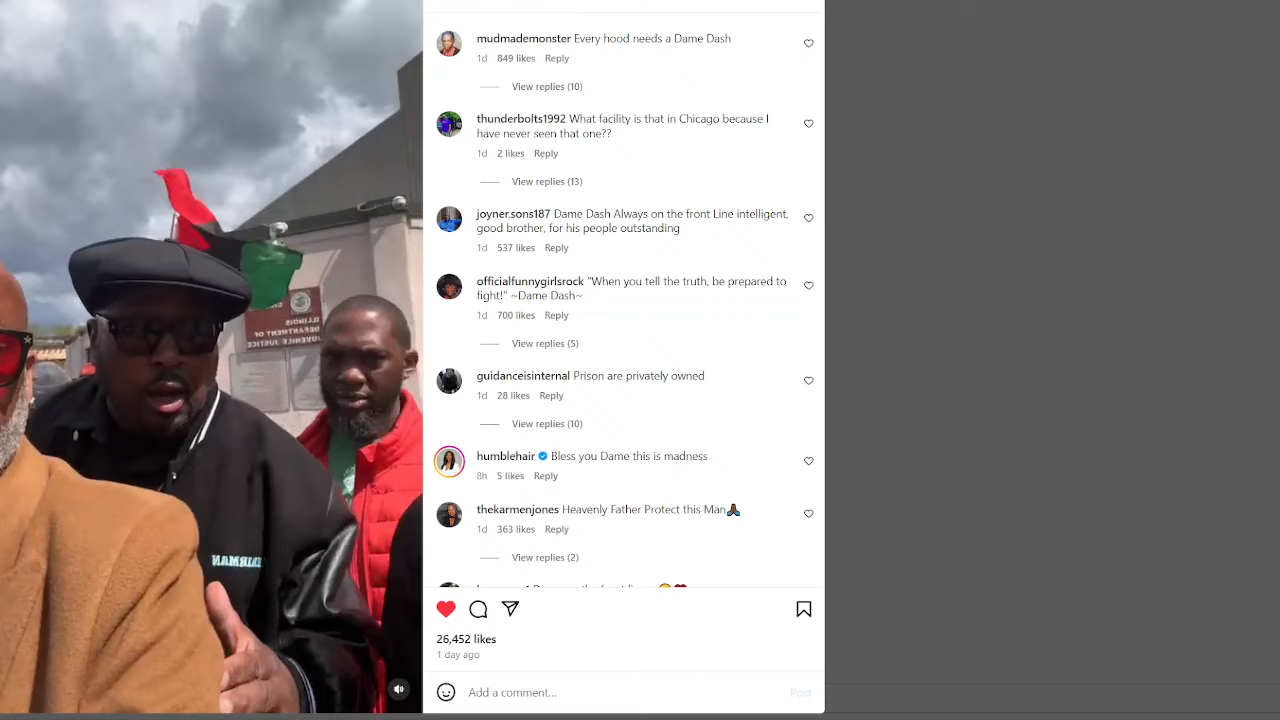 mudmademonster Every hood needs a Dame Dash
1d 849 likes Reply
View replies (10)
thunderbolts1992 What facility is that in Chicago because I
have never seen that one??
1d 2 likes Reply
View replies (13)
joyner.sons187 Dame Dash Always on the front Line intelligent,
good brother, for his people outstanding
1d 537 likes Reply
officialfunnygirlsrock "When you tell the truth, be prepared to
fight!" ~Dame Dash~
1d 700 likes Reply
View replies (5)
guidanceisinternal Prison are privately owned
1d 28 likes Reply
View replies (10)
humblehair Bless you Dame this is madness
8h 5 likes Reply
thekarmenjones Heavenly Father Protect this Man🙏🏾
1d 363 likes Reply
View replies (2)
26,452 likes
1 day ago
Add a comment...
Post
ILLINOIS
DEPARTMENT OF
JUVENILE JUSTICE